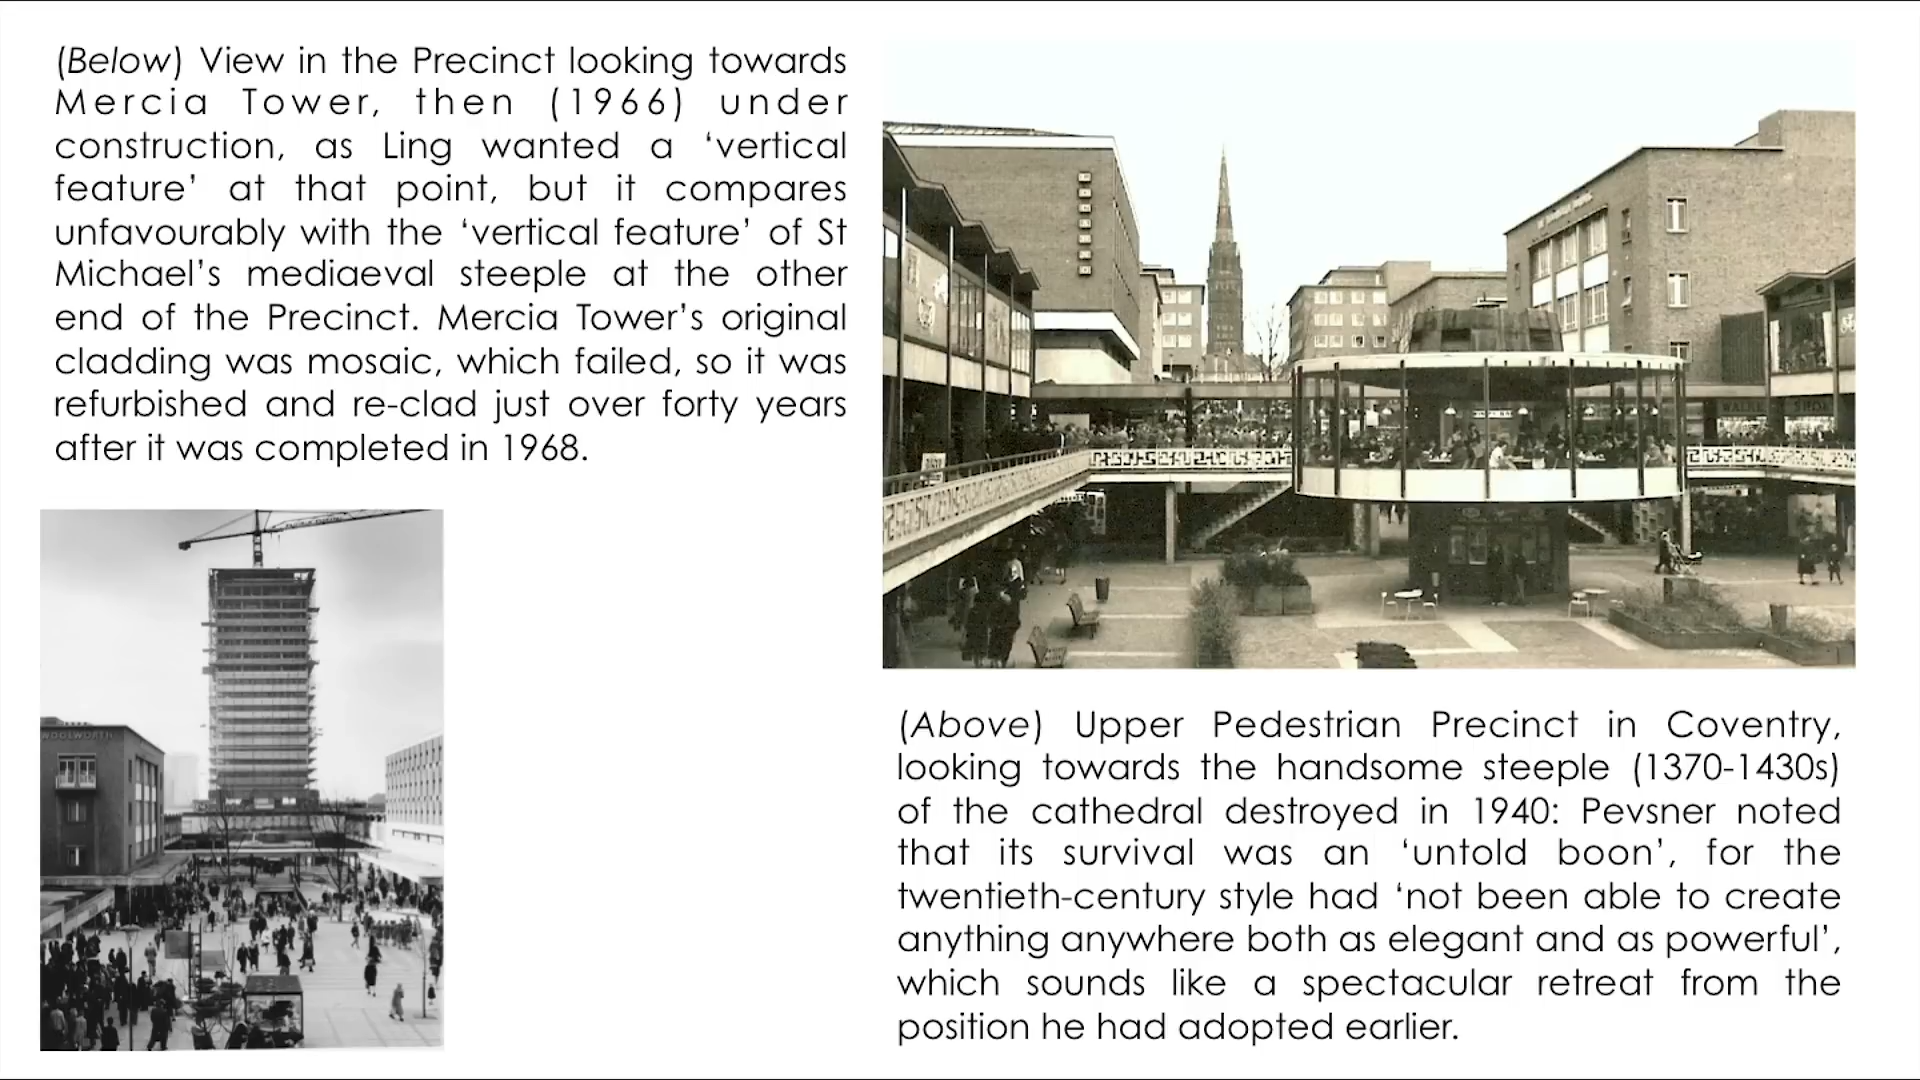 (Below) View in the Precinct looking towards
Mercia Tower, then (1966) under
construction, as Ling wanted a ‘vertical
feature’ at that point, but it compares
unfavourably with the ‘vertical feature’ of St
Michael’s mediaeval steeple at the other
end of the Precinct. Mercia Tower’s original
cladding was mosaic, which failed, so it was
refurbished and re-clad just over forty years
after it was completed in 1968.
WOOLWORTH
(Above) Upper Pedestrian Precinct in Coventry,
looking towards the handsome steeple (1370-1430s)
of the cathedral destroyed in 1940: Pevsner noted
that its survival was an ‘untold boon’, for the
twentieth-century style had ‘not been able to create
anything anywhere both as elegant and as powerful’,
which sounds like a spectacular retreat from the
position he had adopted earlier.